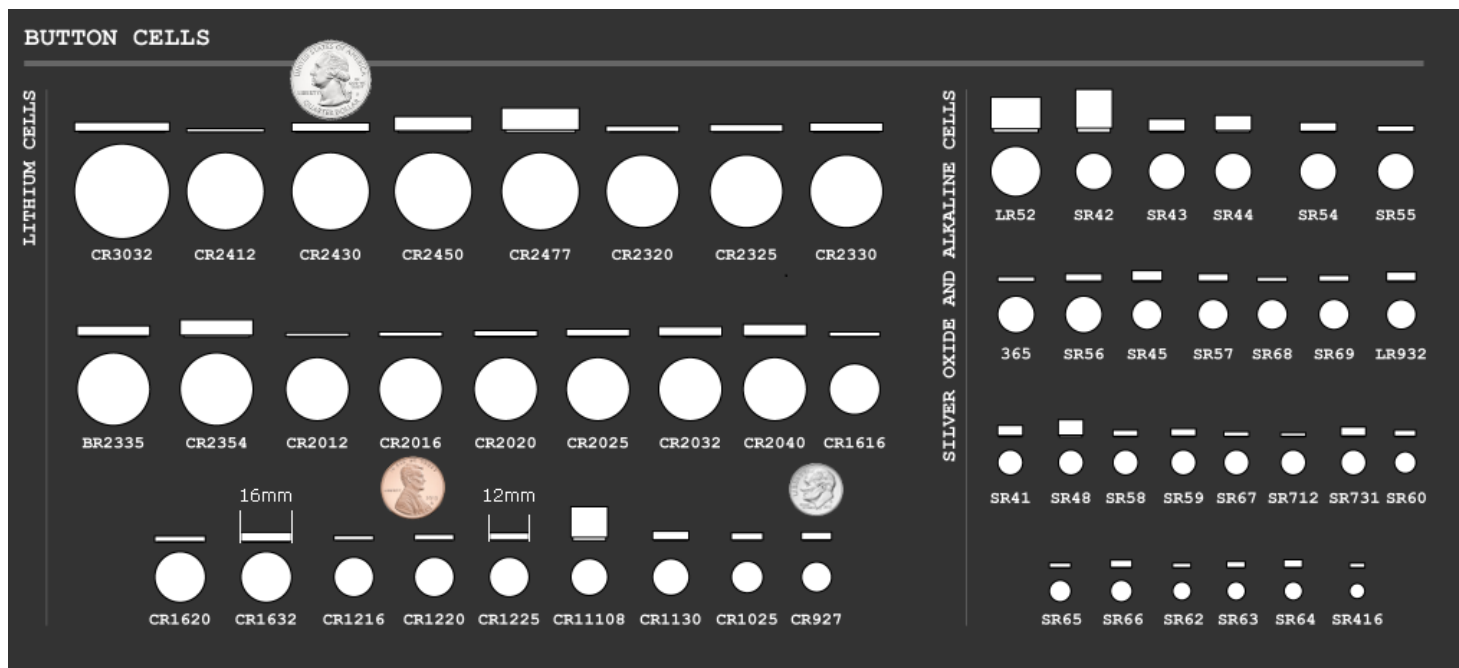 BUTTON CELLS
LITHIUM CELLS
CR3032 CR2412 CR2430 CR2450 CR2477 CR2320 CR2325 CR2330
BR2335 CR2354 CR2012 CR2016 CR2020 CR2025 CR2032 CR2040 CR1616
16mm 12mm
CR1620 CR1632 CR1216 CR1220 CR1225 CR11108 CR1130 CR1025 CR927
SILVER OXIDE AND ALKALINE CELLS
LR52 SR42 SR43 SR44 SR54 SR55
365 SR56 SR45 SR57 SR68 SR69 LR932
SR41 SR48 SR58 SR59 SR67 SR712 SR731 SR60
SR65 SR66 SR62 SR63 SR64 SR416